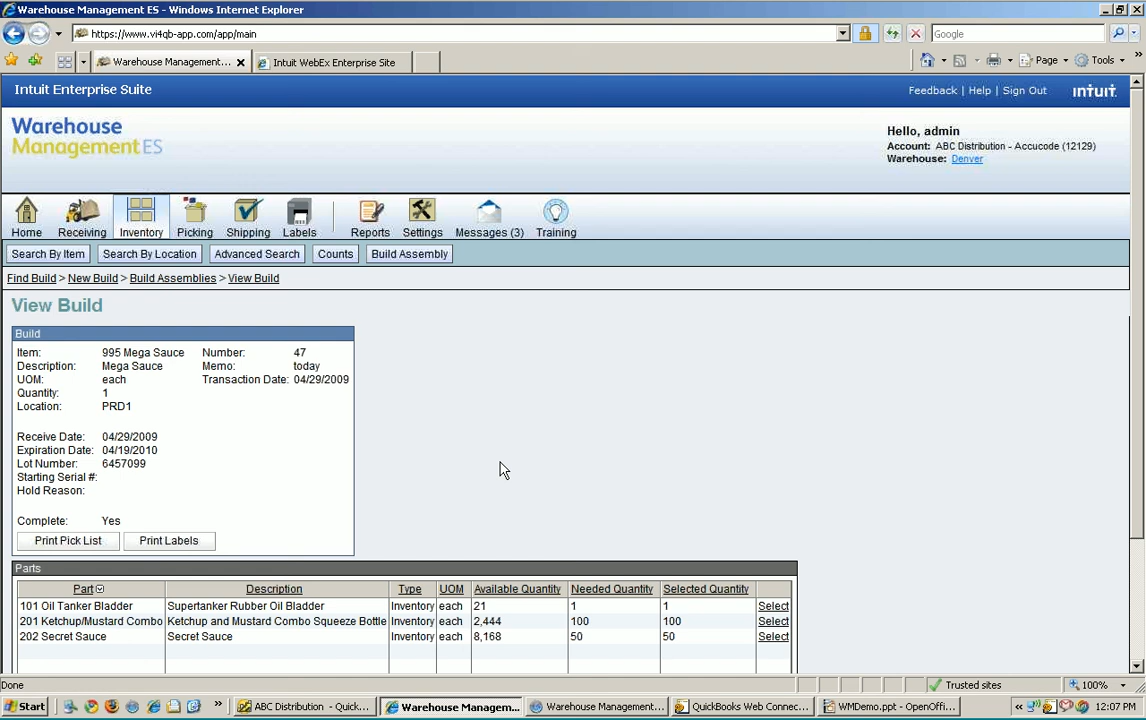 Warehouse Management ES - Windows Internet Explorer
https://www.vi4qb-app.com/app/main
Google
Warehouse Management...
Intuit WebEx Enterprise Site
Page
Tools
Intuit Enterprise Suite
Feedback | Help | Sign Out
intuit.
Warehouse
ManagementES
Hello, admin
Account: ABC Distribution - Accucode (12129)
Warehouse: Denver
Home Receiving Inventory Picking Shipping Labels Reports Settings Messages (3) Training
Search By Item Search By Location Advanced Search Counts Build Assembly
Find Build > New Build > Build Assemblies > View Build
View Build
Build
Item: 995 Mega Sauce Number: 47
Description: Mega Sauce Memo: today
UOM: each Transaction Date: 04/29/2009
Quantity: 1
Location: PRD1
Receive Date: 04/29/2009
Expiration Date: 04/19/2010
Lot Number: 6457099
Starting Serial #:
Hold Reason:
Complete: Yes
Print Pick List Print Labels
Parts
Part Description Type UOM Available Quantity Needed Quantity Selected Quantity
101 Oil Tanker Bladder Supertanker Rubber Oil Bladder Inventory each 21 1 1 Select
201 Ketchup/Mustard Combo Ketchup and Mustard Combo Squeeze Bottle Inventory each 2,444 100 100 Select
202 Secret Sauce Secret Sauce Inventory each 8,168 50 50 Select
Done
Trusted sites
100%
Start
ABC Distribution - Quick...
Warehouse Managem...
Warehouse Management...
QuickBooks Web Connec...
WMDemo.ppt - OpenOffi...
12:07 PM